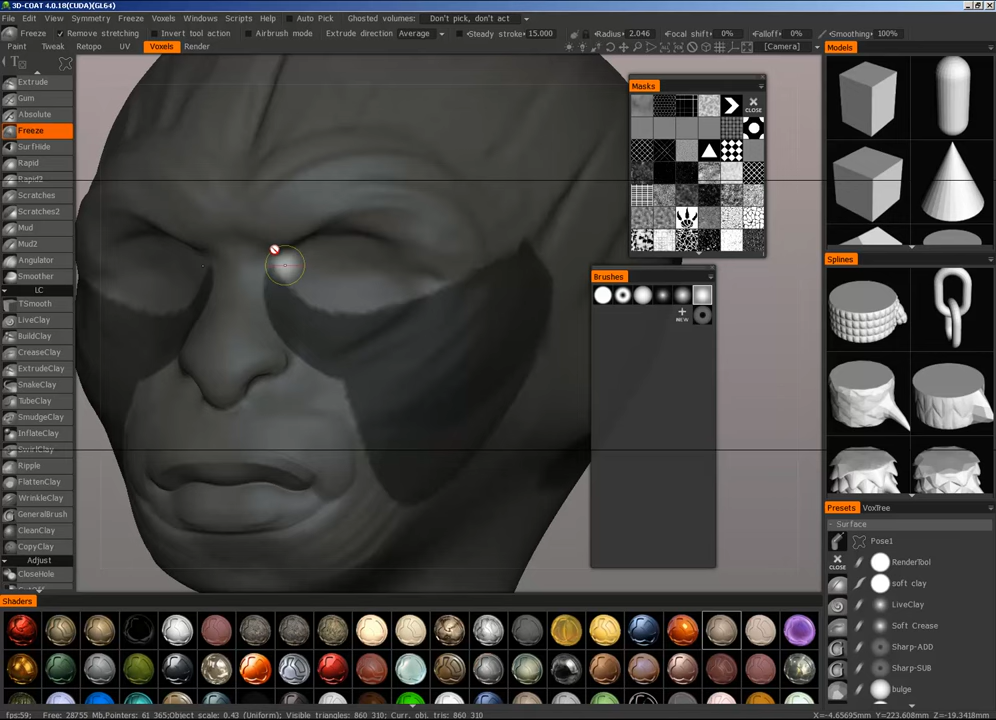 3D-COAT 4.0.18(CUDA)(GL64)
File Edit View Symmetry Freeze Voxels Windows Scripts Help Auto Pick Ghosted volumes: Don't pick, don't act
Freeze Remove stretching Invert tool action Airbrush mode Extrude direction Average Steady stroke 15.000 Radius 2.046 Focal shift 0% Falloff 0% Smoothing 100%
Paint Tweak Retopo UV Voxels Render [Camera]
Extrude
Gum
Absolute
Freeze
SurfHide
Rapid
Rapid2
Scratches
Scratches2
Mud
Mud2
Angulator
Smoother
LC
TSmooth
LiveClay
BuildClay
CreaseClay
ExtrudeClay
SnakeClay
TubeClay
SmudgeClay
InflateClay
SwirlClay
Ripple
FlattenClay
WrinkleClay
GeneralBrush
CleanClay
CopyClay
Adjust
CloseHole
Masks
CLOSE
Brushes
NEW
Models
Splines
Presets VoxTree
Surface
Pose1
CLOSE
RenderTool
soft clay
LiveClay
Soft Crease
Sharp-ADD
Sharp-SUB
bulge
Shaders
fps:59; Free: 28755 Mb,Pointers: 61 365;Object scale: 0.43 (Uniform), Visible triangles: 860 310; Curr. obj. tris: 860 310; X=-4.65695mm Y=223.608mm Z=-19.3418mm